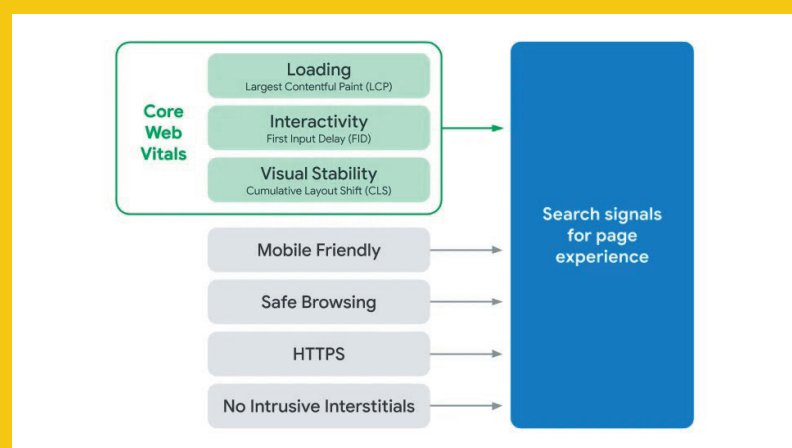 Core
Web
Vitals
Loading
Largest Contentful Paint (LCP)
Interactivity
First Input Delay (FID)
Visual Stability
Cumulative Layout Shift (CLS)
Mobile Friendly
Safe Browsing
HTTPS
No Intrusive Interstitials
Search signals
for page
experience